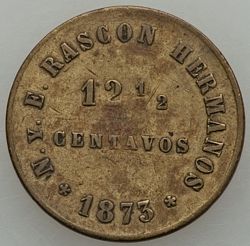 N. Y. E. RASCON HERMANOS
12 1/2
CENTAVOS
* 1873 *